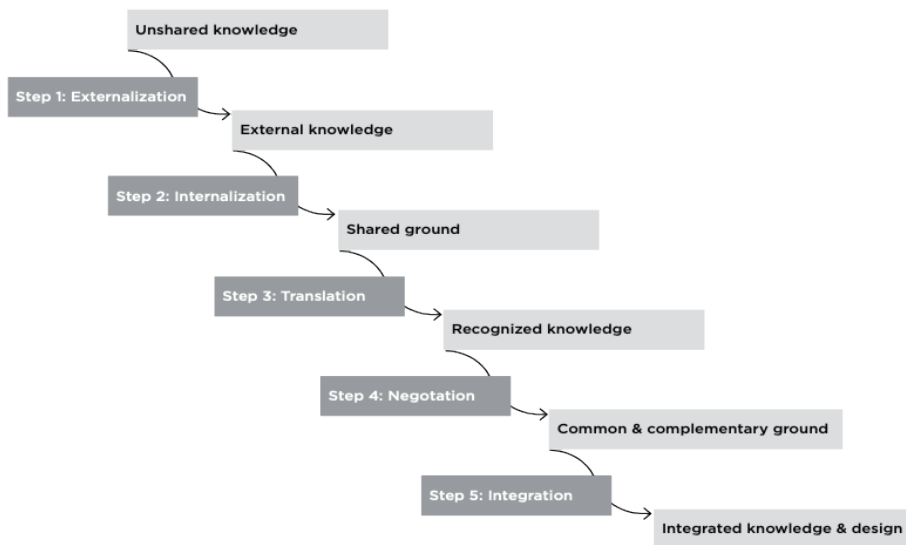 Unshared knowledge
Step 1: Externalization
External knowledge
Step 2: Internalization
Shared ground
Step 3: Translation
Recognized knowledge
Step 4: Negotation
Common & complementary ground
Step 5: Integration
Integrated knowledge & design